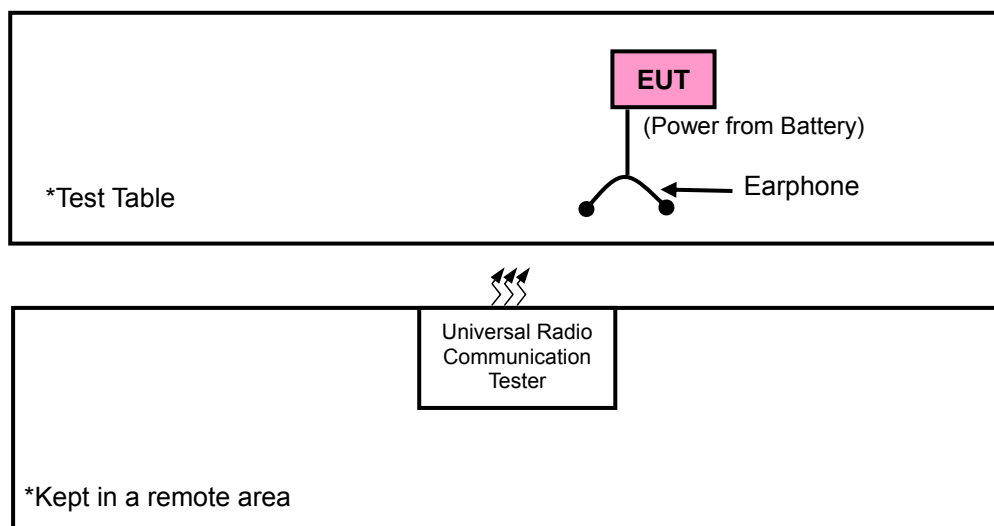 EUT
(Power from Battery)
Earphone
*Test Table
Universal Radio
Communication
Tester
*Kept in a remote area